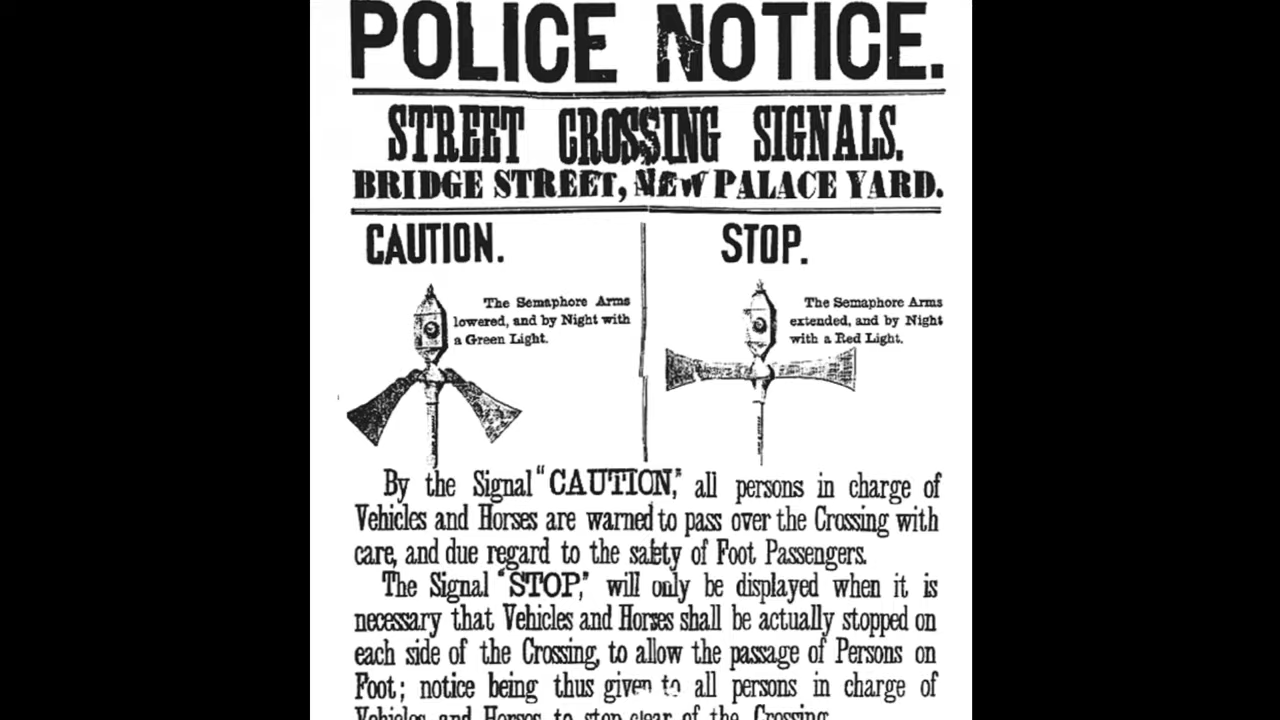 POLICE NOTICE.
STREET CROSSING SIGNALS.
BRIDGE STREET, NEW PALACE YARD.
CAUTION.
The Semaphore Arms
lowered, and by Night with
a Green Light.
STOP.
The Semaphore Arms
extended, and by Night
with a Red Light.
By the Signal "CAUTION," all persons in charge of
Vehicles and Horses are warned to pass over the Crossing with
care, and due regard to the safety of Foot Passengers.
The Signal "STOP," will only be displayed when it is
necessary that Vehicles and Horses shall be actually stopped on
each side of the Crossing, to allow the passage of Persons on
Foot; notice being thus given to all persons in charge of
Vehicles and Horses to stop clear of the Crossing.